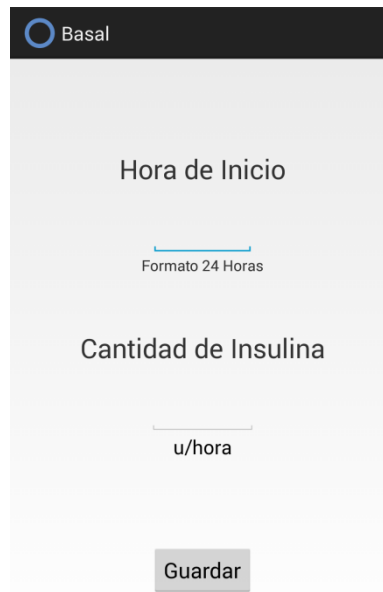 Basal
Hora de Inicio
Formato 24 Horas
Cantidad de Insulina
u/hora
Guardar